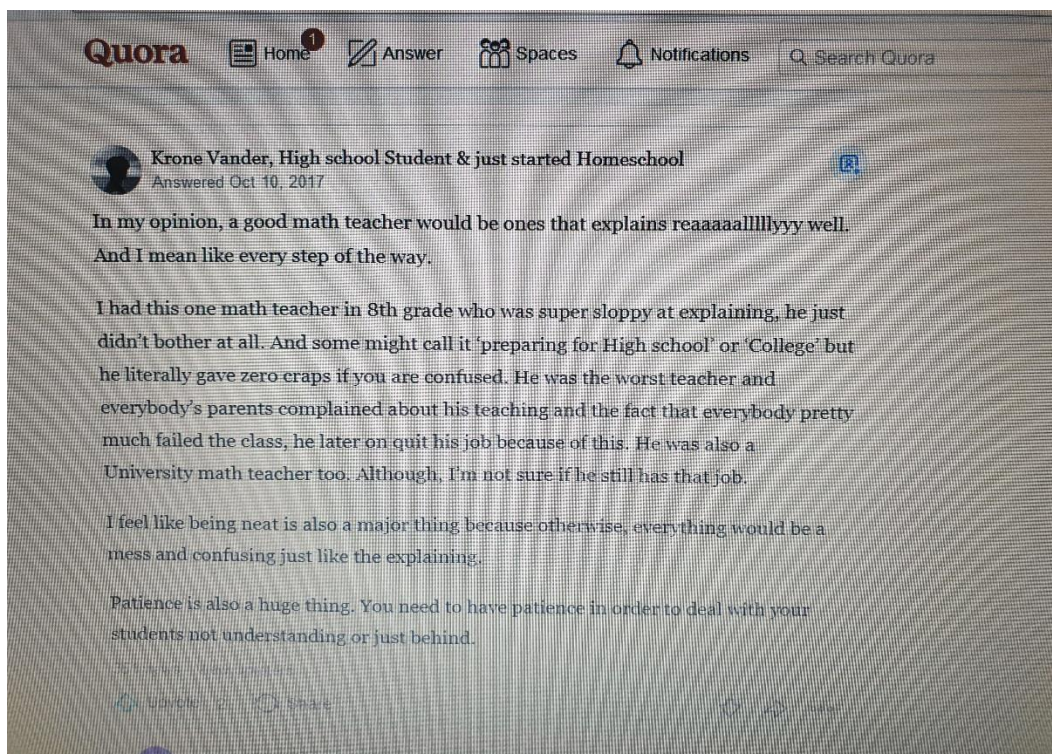 Quora Home 1 Answer Spaces Notifications Search Quora
Krone Vander, High school Student & just started Homeschool
Answered Oct 10, 2017
In my opinion, a good math teacher would be ones that explains reaaaaalllllyyy well.
And I mean like every step of the way.
I had this one math teacher in 8th grade who was super sloppy at explaining, he just
didn't bother at all. And some might call it 'preparing for High school' or 'College' but
he literally gave zero craps if you are confused. He was the worst teacher and
everybody's parents complained about his teaching and the fact that everybody pretty
much failed the class, he later on quit his job because of this. He was also a
University math teacher too. Although, I'm not sure if he still has that job.
I feel like being neat is also a major thing because otherwise, everything would be a
mess and confusing just like the explaining.
Patience is also a huge thing. You need to have patience in order to deal with your
students not understanding or just behind.
Upvote Share